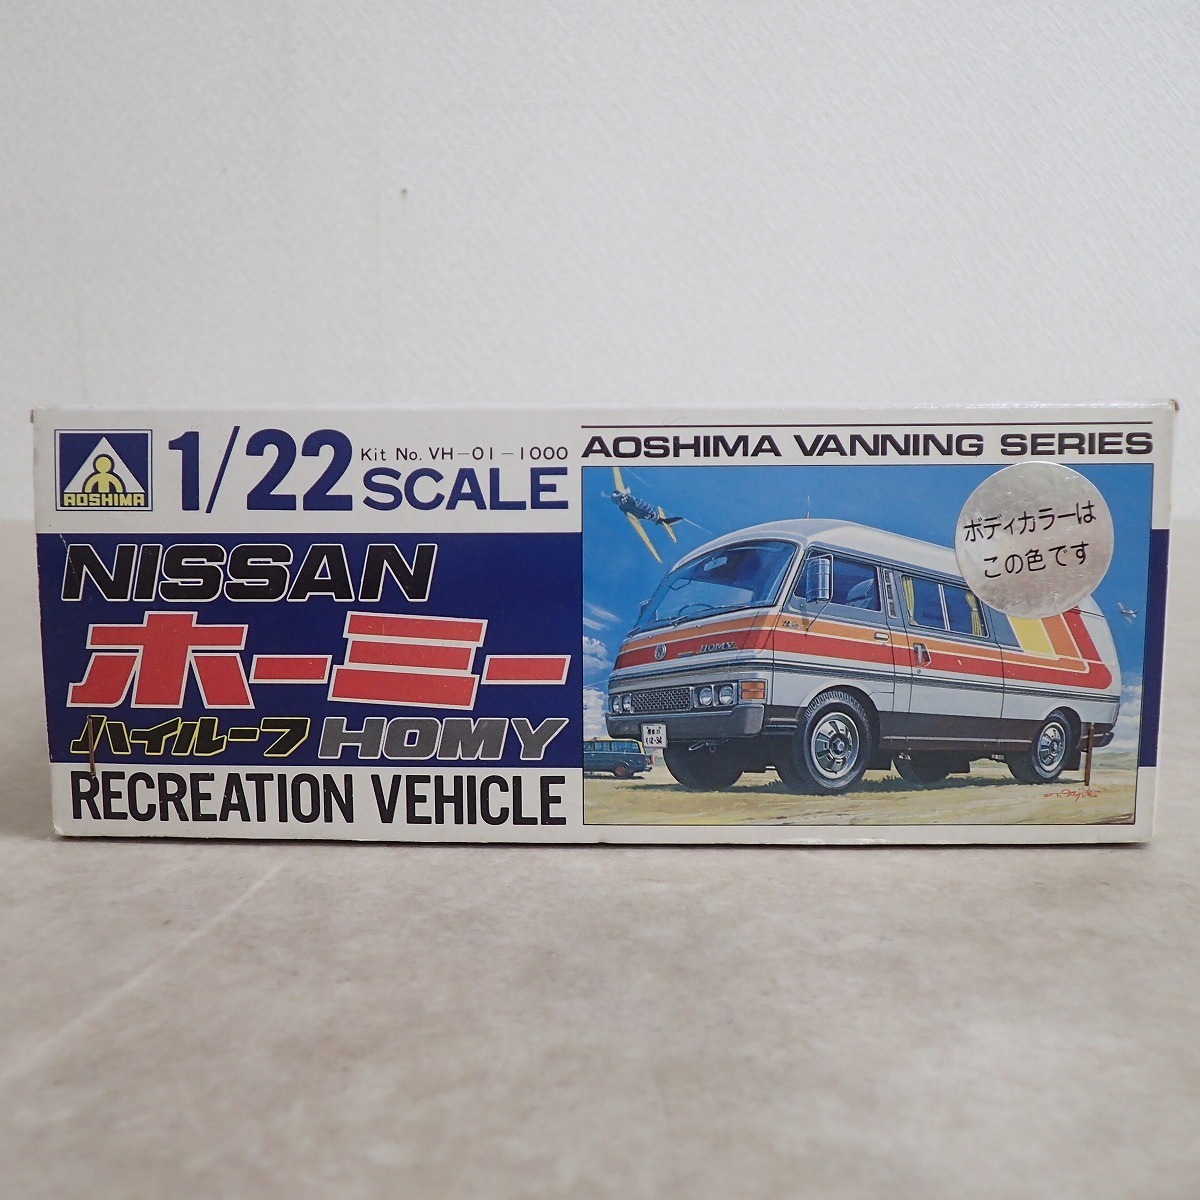 AOSHIMA
1/22 SCALE
Kit No. VH-01-1000
AOSHIMA VANNING SERIES
NISSAN
ホーミー
ハイルーフ HOMY
RECREATION VEHICLE
ボディカラーは
この色です
HOMY